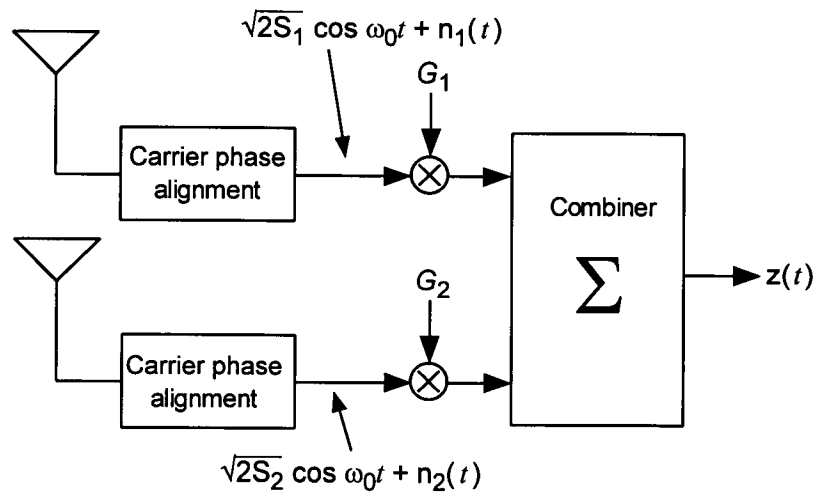 √2S₁ cos ω₀t + n₁(t)
G₁
Carrier phase
alignment
Combiner
Σ
z(t)
G₂
Carrier phase
alignment
√2S₂ cos ω₀t + n₂(t)